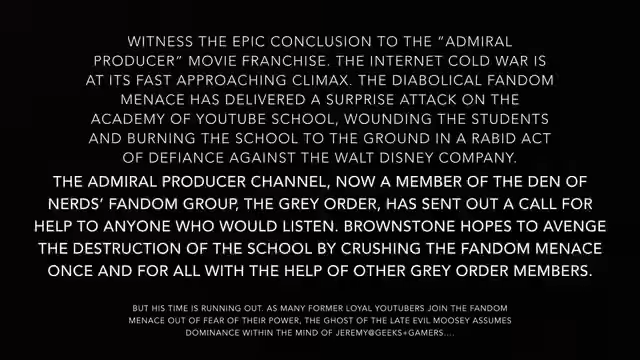 WITNESS THE EPIC CONCLUSION TO THE “ADMIRAL
PRODUCER” MOVIE FRANCHISE. THE INTERNET COLD WAR IS
AT ITS FAST APPROACHING CLIMAX. THE DIABOLICAL FANDOM
MENACE HAS DELIVERED A SURPRISE ATTACK ON THE
ACADEMY OF YOUTUBE SCHOOL, WOUNDING THE STUDENTS
AND BURNING THE SCHOOL TO THE GROUND IN A RABID ACT
OF DEFIANCE AGAINST THE WALT DISNEY COMPANY.
THE ADMIRAL PRODUCER CHANNEL, NOW A MEMBER OF THE DEN OF
NERDS’ FANDOM GROUP, THE GREY ORDER, HAS SENT OUT A CALL FOR
HELP TO ANYONE WHO WOULD LISTEN. BROWNSTONE HOPES TO AVENGE
THE DESTRUCTION OF THE SCHOOL BY CRUSHING THE FANDOM MENACE
ONCE AND FOR ALL WITH THE HELP OF OTHER GREY ORDER MEMBERS.
BUT HIS TIME IS RUNNING OUT. AS MANY FORMER LOYAL YOUTUBERS JOIN THE FANDOM
MENACE OUT OF FEAR OF THEIR POWER, THE GHOST OF THE LATE EVIL MOOSEY ASSUMES
DOMINANCE WITHIN THE MIND OF JEREMY@GEEKS+GAMERS....